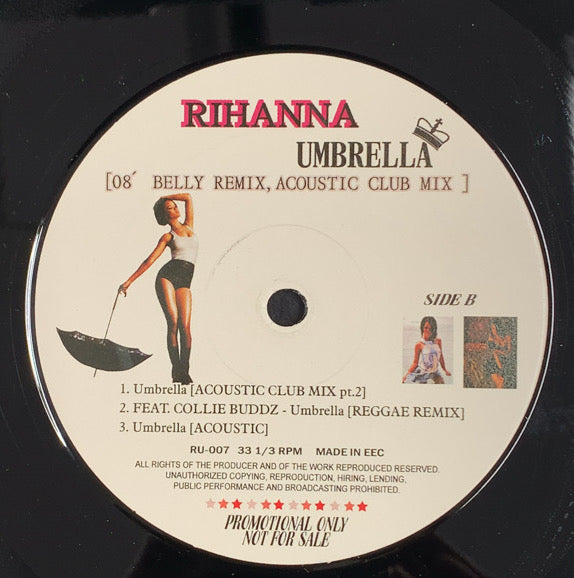 RIHANNA
UMBRELLA
[08´ BELLY REMIX, ACOUSTIC CLUB MIX ]
SIDE B
1. Umbrella [ACOUSTIC CLUB MIX pt.2]
2. FEAT. COLLIE BUDDZ - Umbrella [REGGAE REMIX]
3. Umbrella [ACOUSTIC]
RU-007 33 1/3 RPM MADE IN EEC
ALL RIGHTS OF THE PRODUCER AND OF THE WORK REPRODUCED RESERVED.
UNAUTHORIZED COPYING, REPRODUCTION, HIRING, LENDING,
PUBLIC PERFORMANCE AND BROADCASTING PROHIBITED.
PROMOTIONAL ONLY
NOT FOR SALE